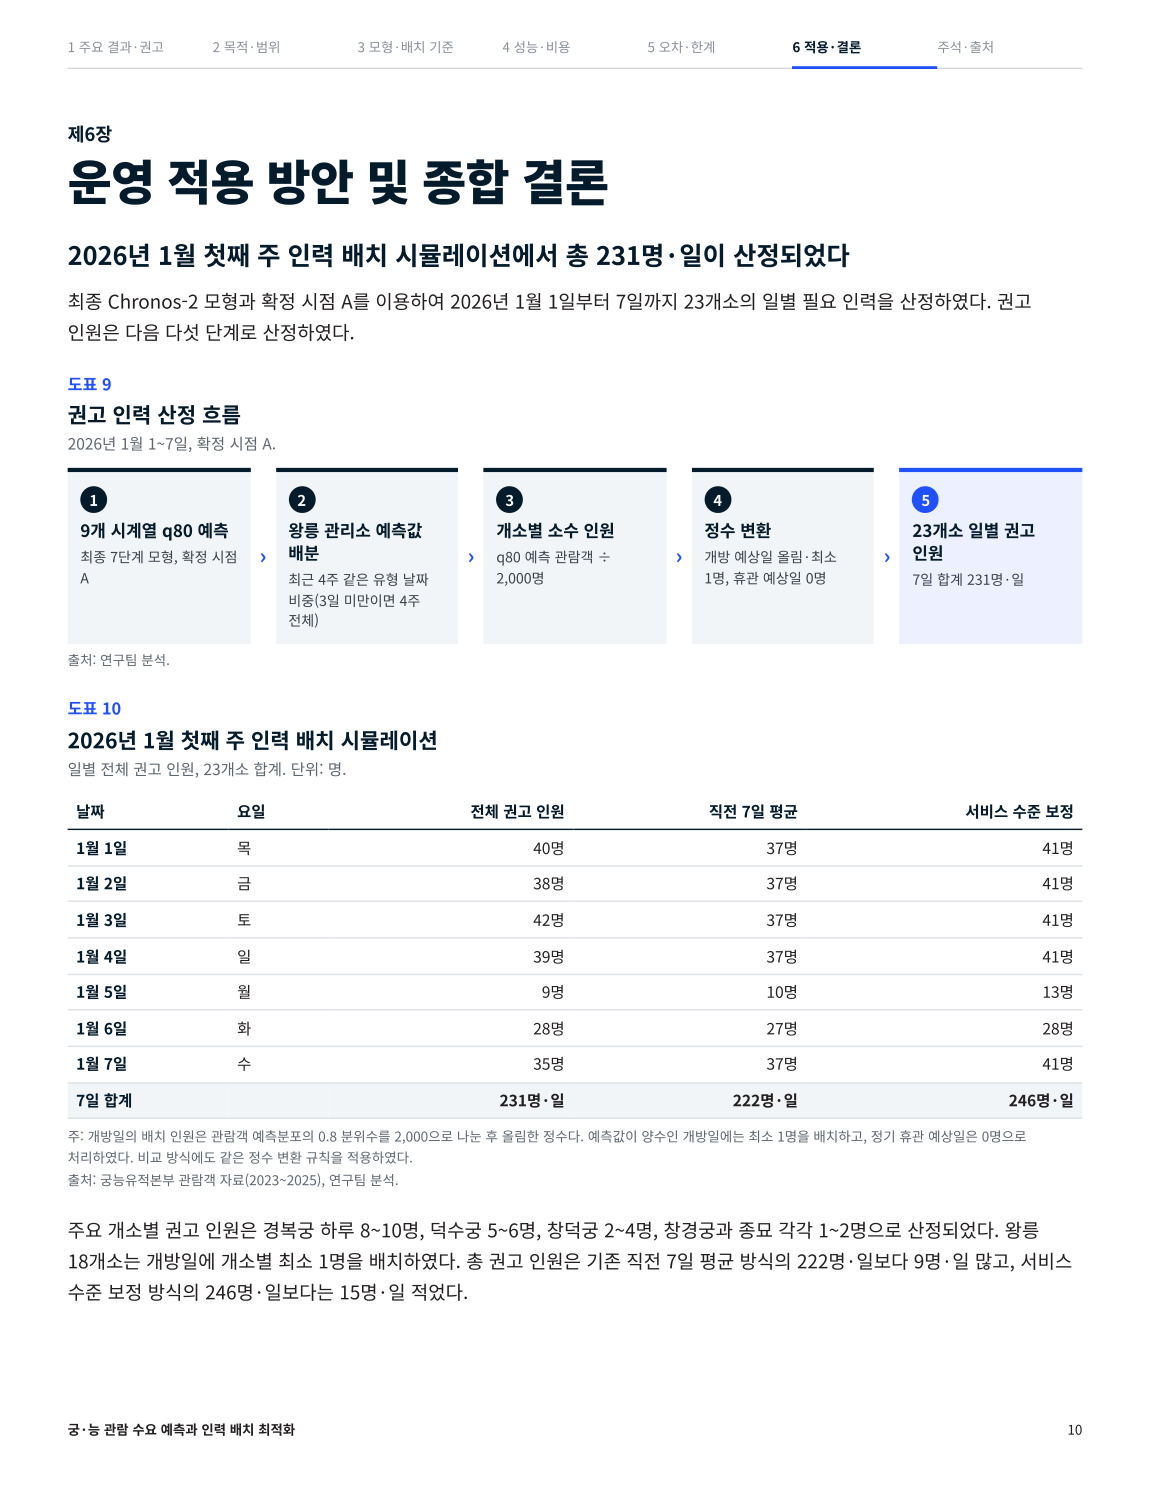 1 주요 결과·권고 2 목적·범위 3 모형·배치 기준 4 성능·비용 5 오차·한계 6 적용·결론 주석·출처
제6장
운영 적용 방안 및 종합 결론
2026년 1월 첫째 주 인력 배치 시뮬레이션에서 총 231명·일이 산정되었다
최종 Chronos-2 모형과 확정 시점 A를 이용하여 2026년 1월 1일부터 7일까지 23개소의 일별 필요 인력을 산정하였다. 권고
인원은 다음 다섯 단계로 산정하였다.
도표 9
권고 인력 산정 흐름
2026년 1월 1~7일, 확정 시점 A.
1
9개 시계열 q80 예측
최종 7단계 모형, 확정 시점
A
›
2
왕릉 관리소 예측값
배분
최근 4주 같은 유형 날짜
비중(3일 미만이면 4주
전체)
›
3
개소별 소수 인원
q80 예측 관람객 ÷
2,000명
›
4
정수 변환
개방 예상일 올림·최소
1명, 휴관 예상일 0명
›
5
23개소 일별 권고
인원
7일 합계 231명·일
출처: 연구팀 분석.
도표 10
2026년 1월 첫째 주 인력 배치 시뮬레이션
일별 전체 권고 인원, 23개소 합계. 단위: 명.
날짜 요일 전체 권고 인원 직전 7일 평균 서비스 수준 보정
1월 1일 목 40명 37명 41명
1월 2일 금 38명 37명 41명
1월 3일 토 42명 37명 41명
1월 4일 일 39명 37명 41명
1월 5일 월 9명 10명 13명
1월 6일 화 28명 27명 28명
1월 7일 수 35명 37명 41명
7일 합계 231명·일 222명·일 246명·일
주: 개방일의 배치 인원은 관람객 예측분포의 0.8 분위수를 2,000으로 나눈 후 올림한 정수다. 예측값이 양수인 개방일에는 최소 1명을 배치하고, 정기 휴관 예상일은 0명으로
처리하였다. 비교 방식에도 같은 정수 변환 규칙을 적용하였다.
출처: 궁능유적본부 관람객 자료(2023~2025), 연구팀 분석.
주요 개소별 권고 인원은 경복궁 하루 8~10명, 덕수궁 5~6명, 창덕궁 2~4명, 창경궁과 종묘 각각 1~2명으로 산정되었다. 왕릉
18개소는 개방일에 개소별 최소 1명을 배치하였다. 총 권고 인원은 기존 직전 7일 평균 방식의 222명·일보다 9명·일 많고, 서비스
수준 보정 방식의 246명·일보다는 15명·일 적었다.
궁·능 관람 수요 예측과 인력 배치 최적화 10